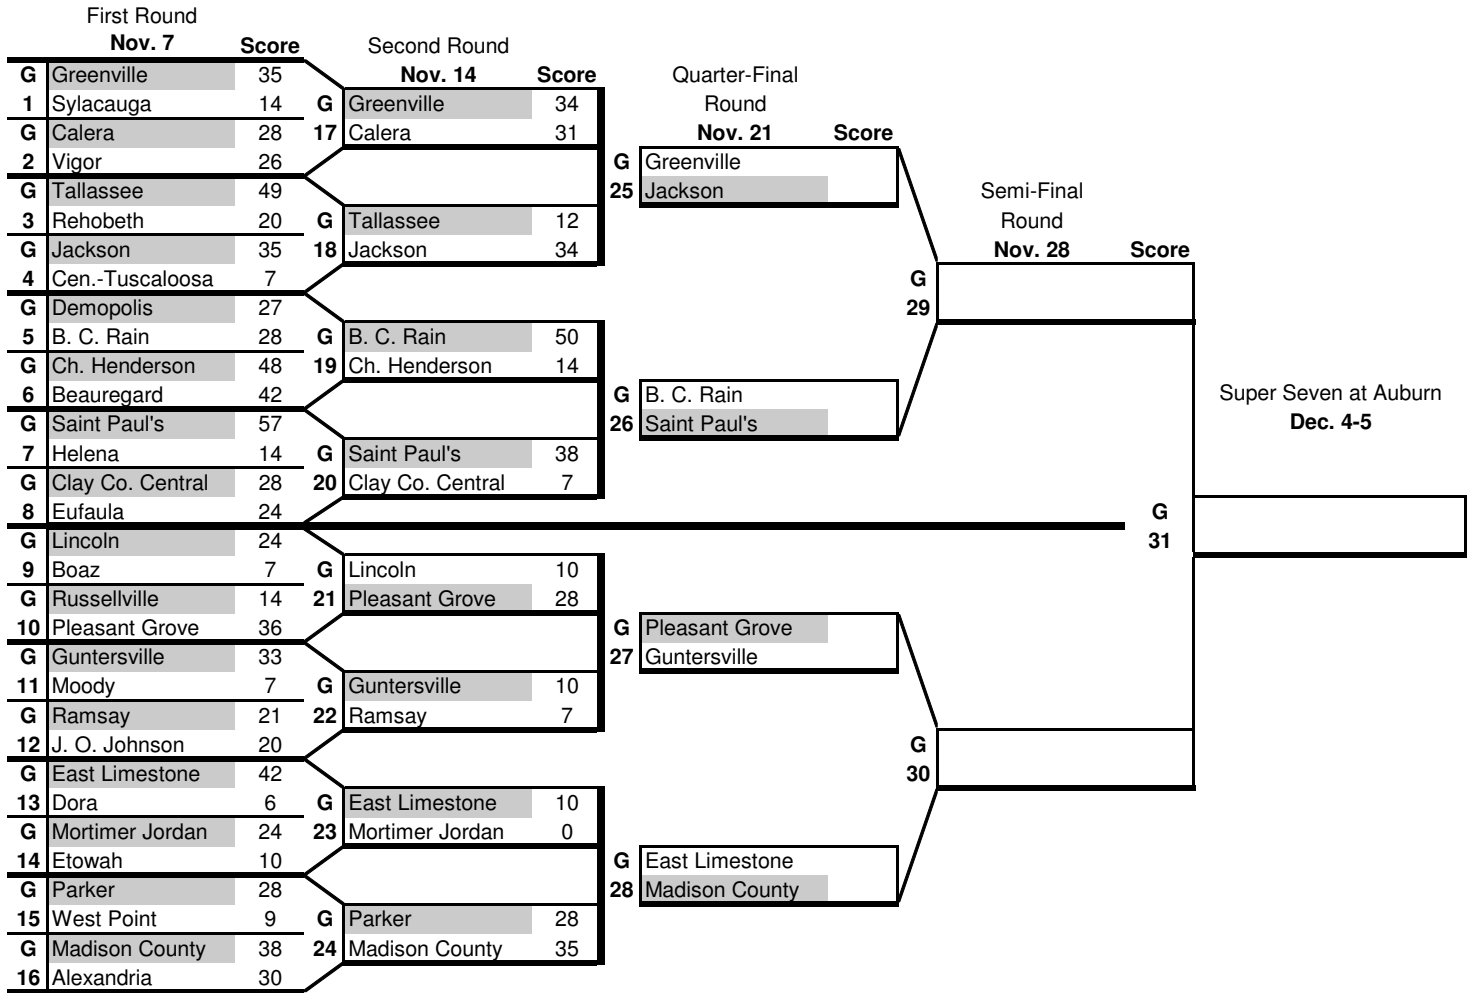 First Round
Nov. 7 Score
G Greenville 35
1 Sylacauga 14
G Calera 28
2 Vigor 26
G Tallassee 49
3 Rehobeth 20
G Jackson 35
4 Cen.-Tuscaloosa 7
G Demopolis 27
5 B. C. Rain 28
G Ch. Henderson 48
6 Beauregard 42
G Saint Paul's 57
7 Helena 14
G Clay Co. Central 28
8 Eufaula 24
G Lincoln 24
9 Boaz 7
G Russellville 14
10 Pleasant Grove 36
G Guntersville 33
11 Moody 7
G Ramsay 21
12 J. O. Johnson 20
G East Limestone 42
13 Dora 6
G Mortimer Jordan 24
14 Etowah 10
G Parker 28
15 West Point 9
G Madison County 38
16 Alexandria 30
Second Round
Nov. 14 Score
G Greenville 34
17 Calera 31
G Tallassee 12
18 Jackson 34
G B. C. Rain 50
19 Ch. Henderson 14
G Saint Paul's 38
20 Clay Co. Central 7
G Lincoln 10
21 Pleasant Grove 28
G Guntersville 10
22 Ramsay 7
G East Limestone 10
23 Mortimer Jordan 0
G Parker 28
24 Madison County 35
Quarter-Final
Round
Nov. 21 Score
G Greenville
25 Jackson
G B. C. Rain
26 Saint Paul's
G Pleasant Grove
27 Guntersville
G East Limestone
28 Madison County
Semi-Final
Round
Nov. 28 Score
G
29
G
30
Super Seven at Auburn
Dec. 4-5
G
31